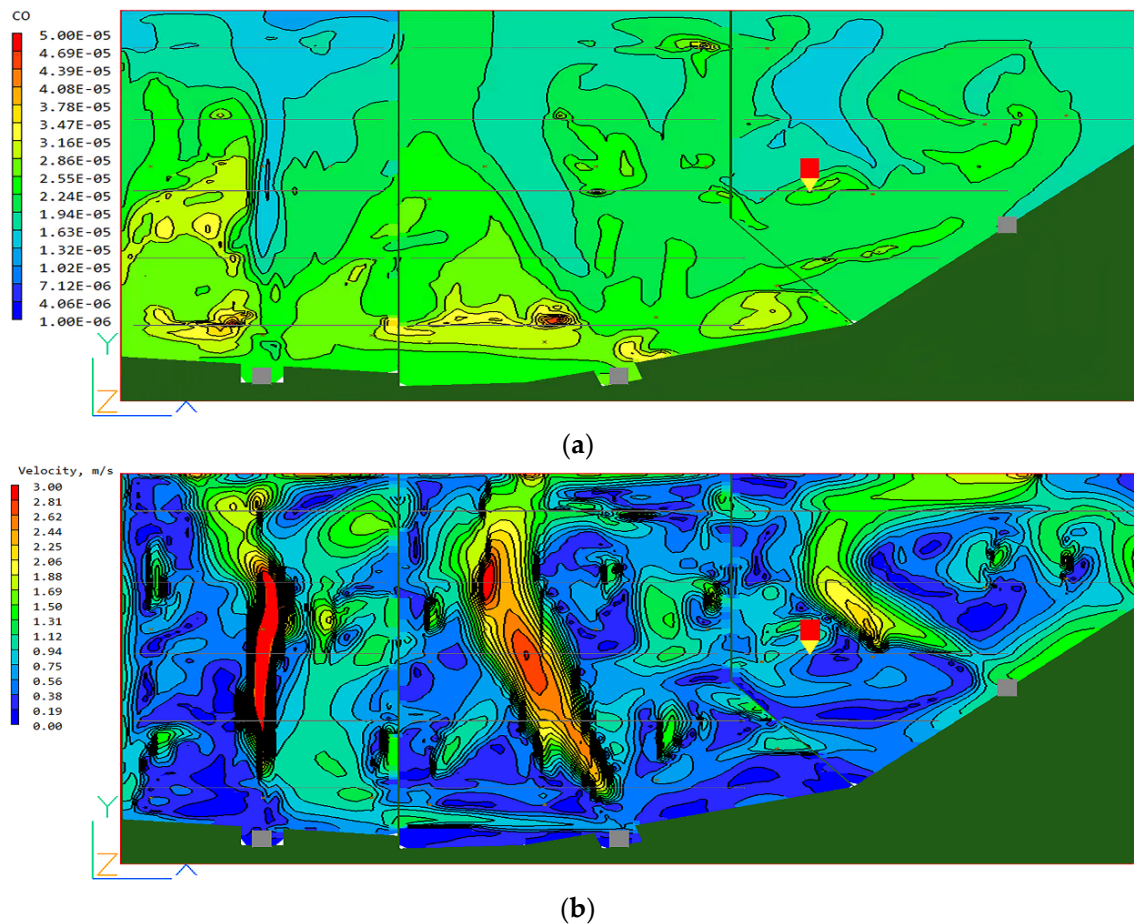 CO
5.00E-05
4.69E-05
4.39E-05
4.08E-05
3.78E-05
3.47E-05
3.16E-05
2.86E-05
2.55E-05
2.24E-05
1.94E-05
1.63E-05
1.32E-05
1.02E-05
7.12E-06
4.06E-06
1.00E-06
Y
Z
X
(a)
Velocity, m/s
3.00
2.81
2.62
2.44
2.25
2.06
1.88
1.69
1.50
1.31
1.12
0.94
0.75
0.56
0.38
0.19
0.00
Y
Z
X
(b)